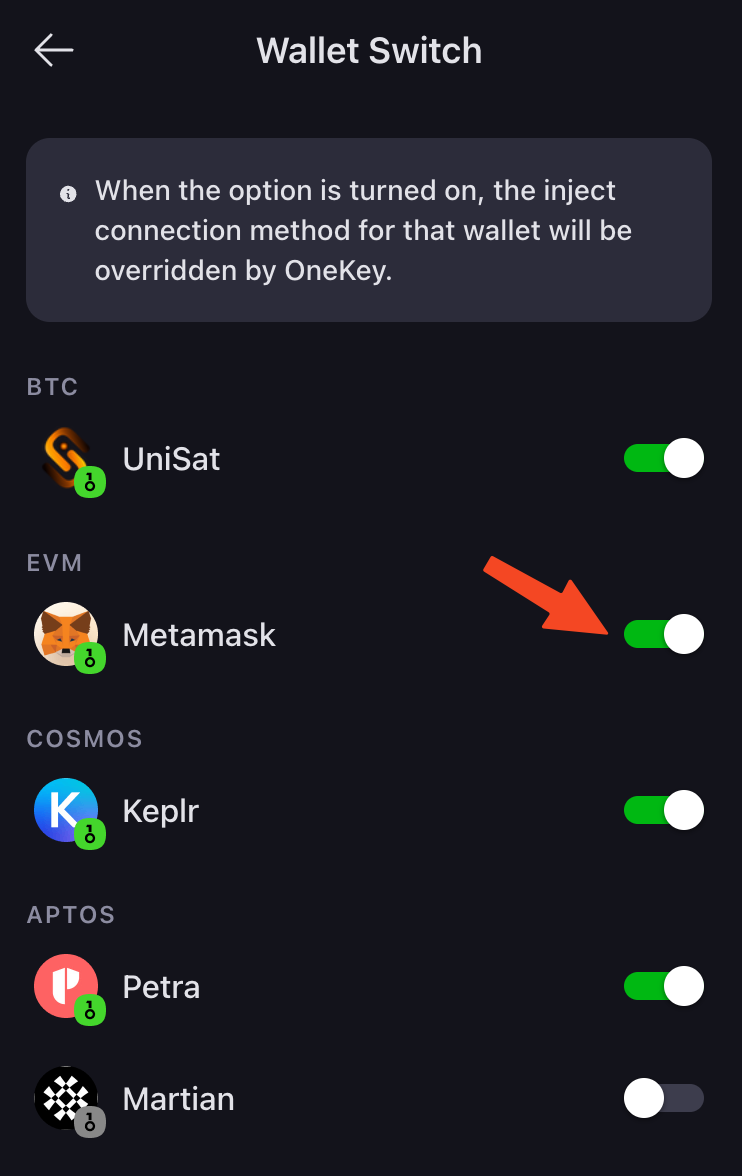 Wallet Switch
When the option is turned on, the inject
connection method for that wallet will be
overridden by OneKey.
BTC
UniSat
EVM
Metamask
COSMOS
Keplr
APTOS
Petra
Martian